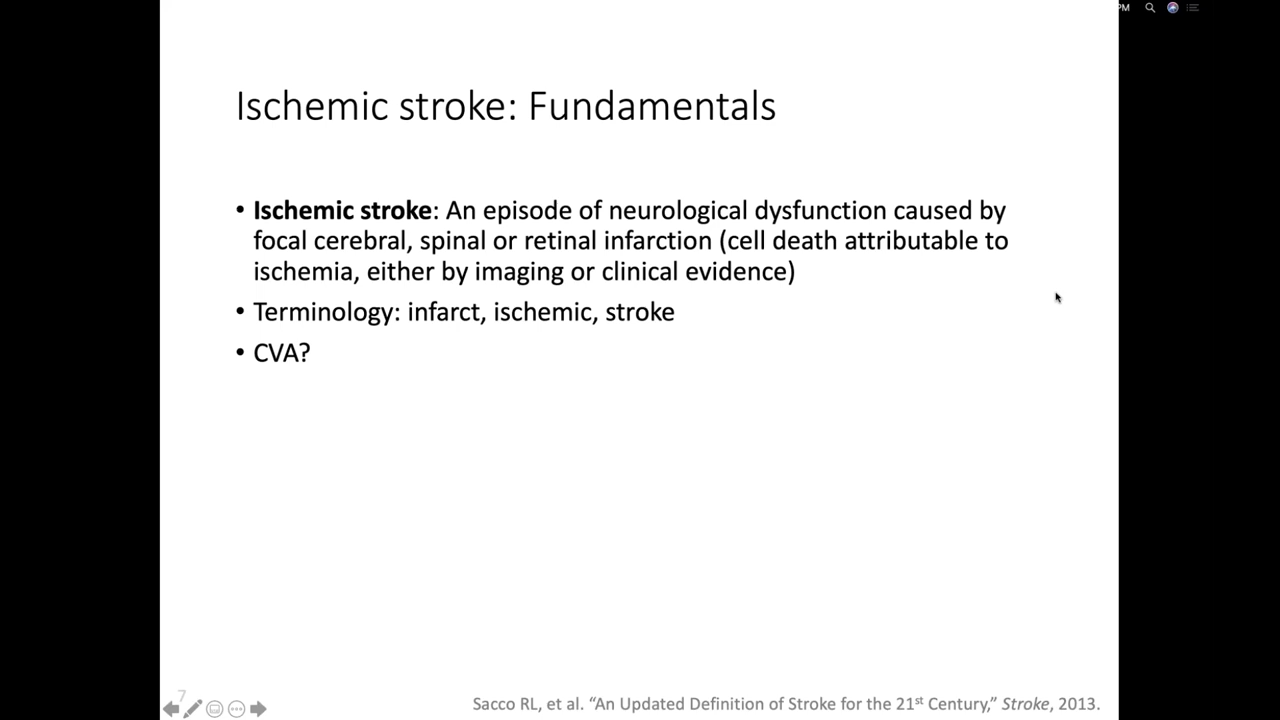 PM
Ischemic stroke: Fundamentals
• Ischemic stroke: An episode of neurological dysfunction caused by
focal cerebral, spinal or retinal infarction (cell death attributable to
ischemia, either by imaging or clinical evidence)
• Terminology: infarct, ischemic, stroke
• CVA?
7
Sacco RL, et al. “An Updated Definition of Stroke for the 21st Century,” Stroke, 2013.